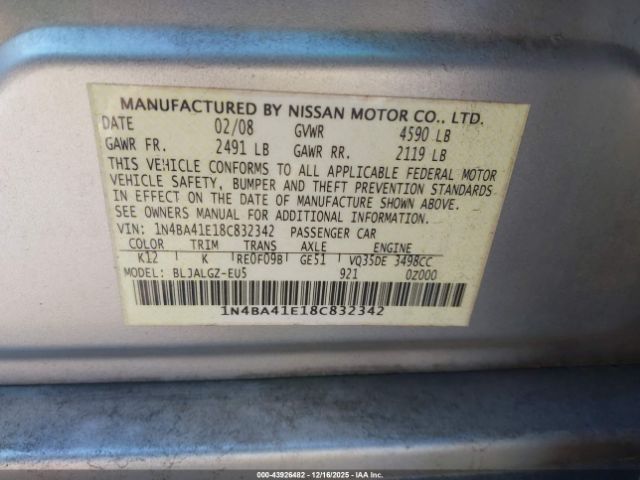 MANUFACTURED BY NISSAN MOTOR CO., LTD.
DATE 02/08 GVWR 4590 LB
GAWR FR. 2491 LB GAWR RR. 2119 LB
THIS VEHICLE CONFORMS TO ALL APPLICABLE FEDERAL MOTOR
VEHICLE SAFETY, BUMPER AND THEFT PREVENTION STANDARDS
IN EFFECT ON THE DATE OF MANUFACTURE SHOWN ABOVE.
SEE OWNERS MANUAL FOR ADDITIONAL INFORMATION.
VIN: 1N4BA41E18C832342 PASSENGER CAR
COLOR TRIM TRANS AXLE ENGINE
K12 K RE0F09B GE51 VQ35DE 3498CC
MODEL: BLJALGZ-EU5 921 0Z000
1N4BA41E18C832342
000-43926482 - 12/16/2025 - IAA Inc.